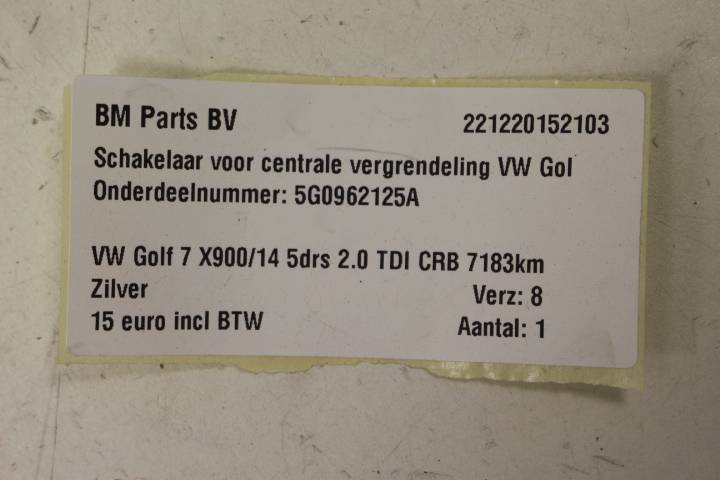 BM Parts BV 221220152103
Schakelaar voor centrale vergrendeling VW Gol
Onderdeelnummer: 5G0962125A
VW Golf 7 X900/14 5drs 2.0 TDI CRB 7183km
Zilver Verz: 8
15 euro incl BTW Aantal: 1